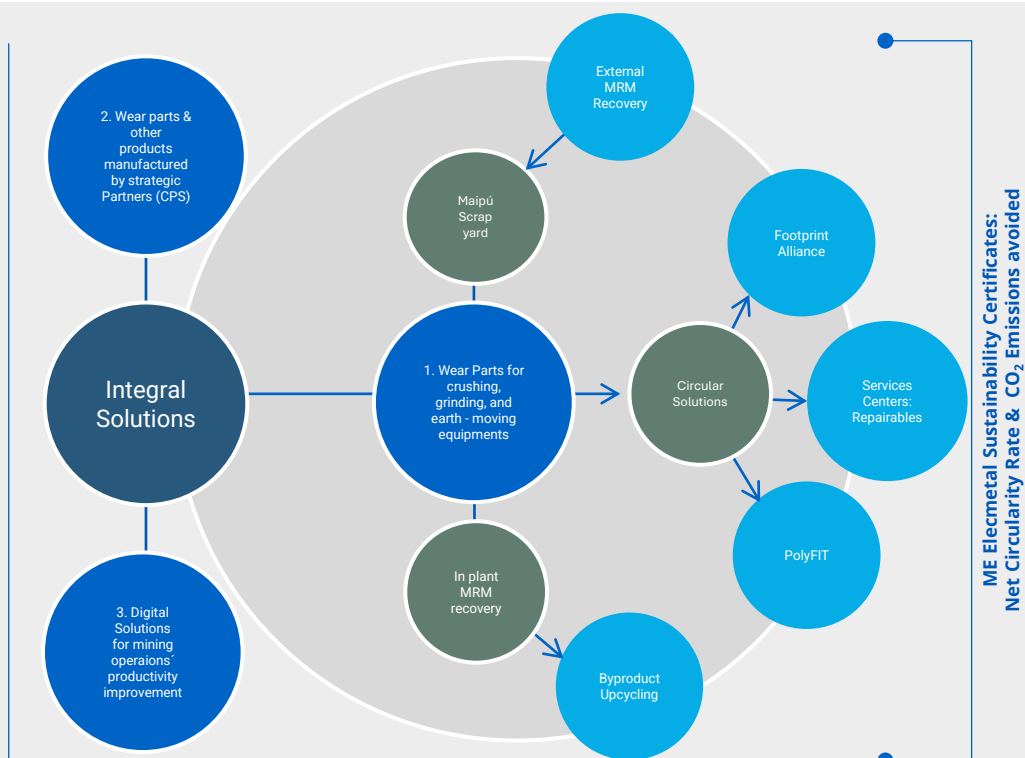 2. Wear parts &
other
products
manufactured
by strategic
Partners (CPS)
Integral
Solutions
3. Digital
Solutions
for mining
operaions´
productivity
improvement
External
MRM
Recovery
Maipú
Scrap
yard
1. Wear Parts for
crushing,
grinding, and
earth - moving
equipments
In plant
MRM
recovery
Byproduct
Upcycling
Circular
Solutions
Footprint
Alliance
Services
Centers:
Repairables
PolyFIT
ME Elecmetal Sustainability Certificates:
Net Circularity Rate & CO₂ Emissions avoided